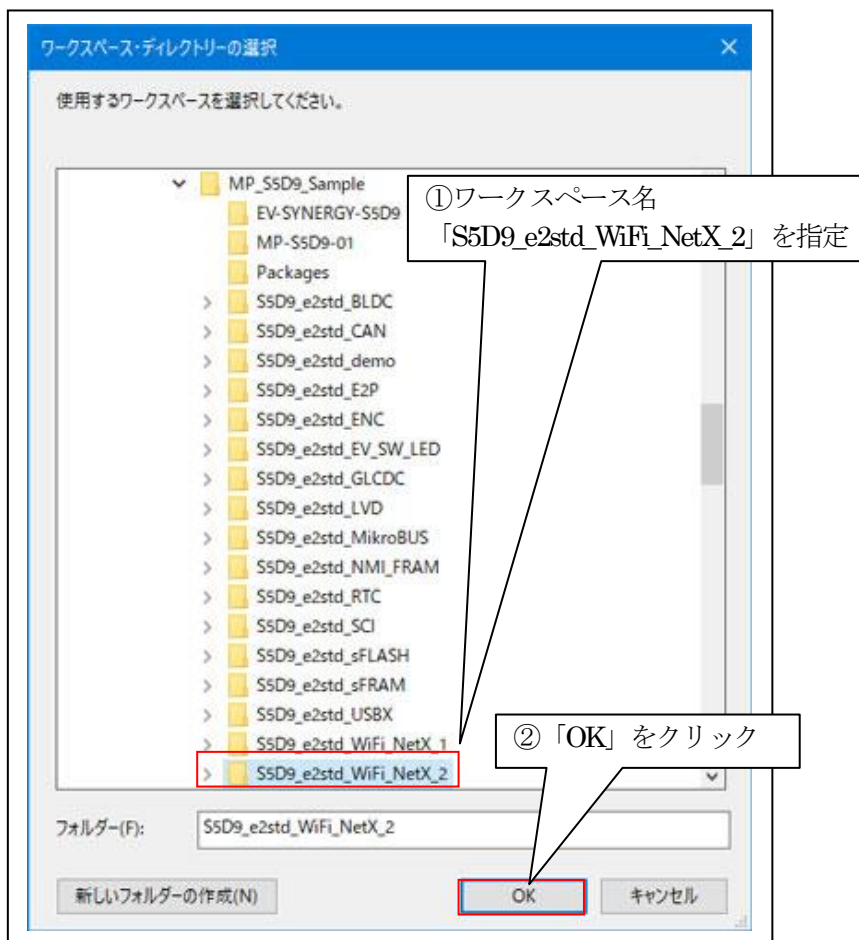 ワークスペース・ディレクトリーの選択
使用するワークスペースを選択してください。
MP_S5D9_Sample
EV-SYNERGY-S5D9
MP-S5D9-01
Packages
S5D9_e2std_BLDC
S5D9_e2std_CAN
S5D9_e2std_demo
S5D9_e2std_E2P
S5D9_e2std_ENC
S5D9_e2std_EV_SW_LED
S5D9_e2std_GLCDC
S5D9_e2std_LVD
S5D9_e2std_MikroBUS
S5D9_e2std_NMI_FRAM
S5D9_e2std_RTC
S5D9_e2std_SCI
S5D9_e2std_sFLASH
S5D9_e2std_sFRAM
S5D9_e2std_USBX
S5D9_e2std_WiFi_NetX_1
S5D9_e2std_WiFi_NetX_2
①ワークスペース名
「S5D9_e2std_WiFi_NetX_2」を指定
②「OK」をクリック
フォルダー(F):
S5D9_e2std_WiFi_NetX_2
新しいフォルダーの作成(N)
OK
キャンセル